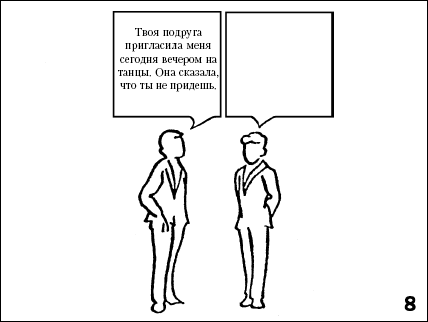 Твоя подруга
пригласила меня
сегодня вечером на
танцы. Она сказала,
что ты не придешь.
8